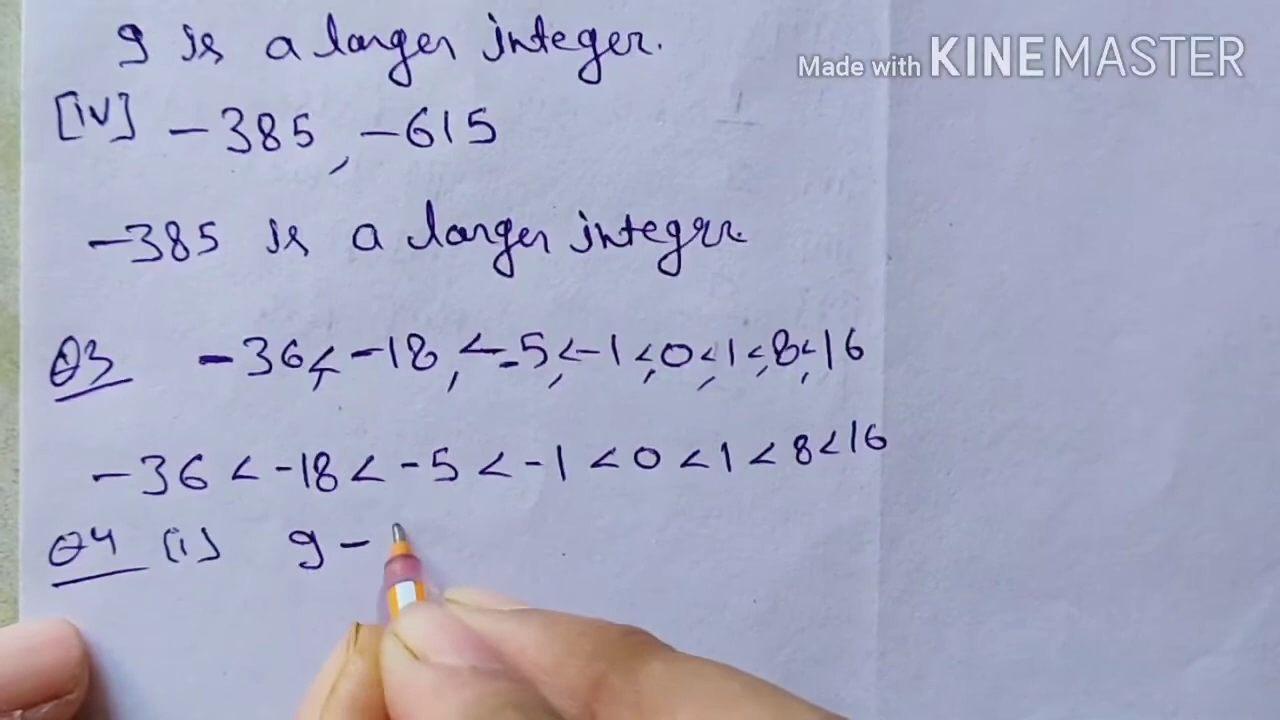 9 is a larger integer.
Made with KINEMASTER
[iv] -385, -615
-385 is a larger integer.
Q3 -36 < -18, < -5, < -1 <, 0 <, 1 <, 8 <, 16
-36 < -18 < -5 < -1 < 0 < 1 < 8 < 16
Q4 (i) 9 -